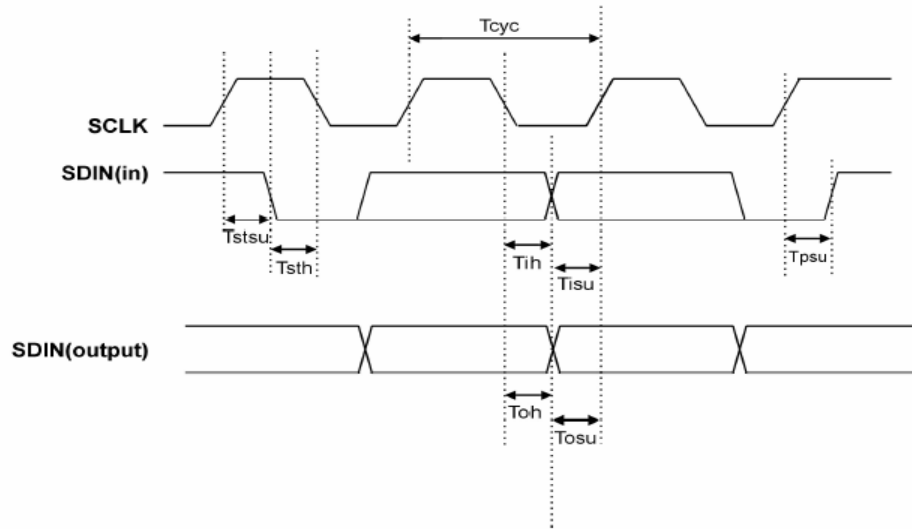 Tcyc
SCLK
SDIN(in)
Tstsu
Tsth
Tih
Tisu
Tpsu
SDIN(output)
Toh
Tosu